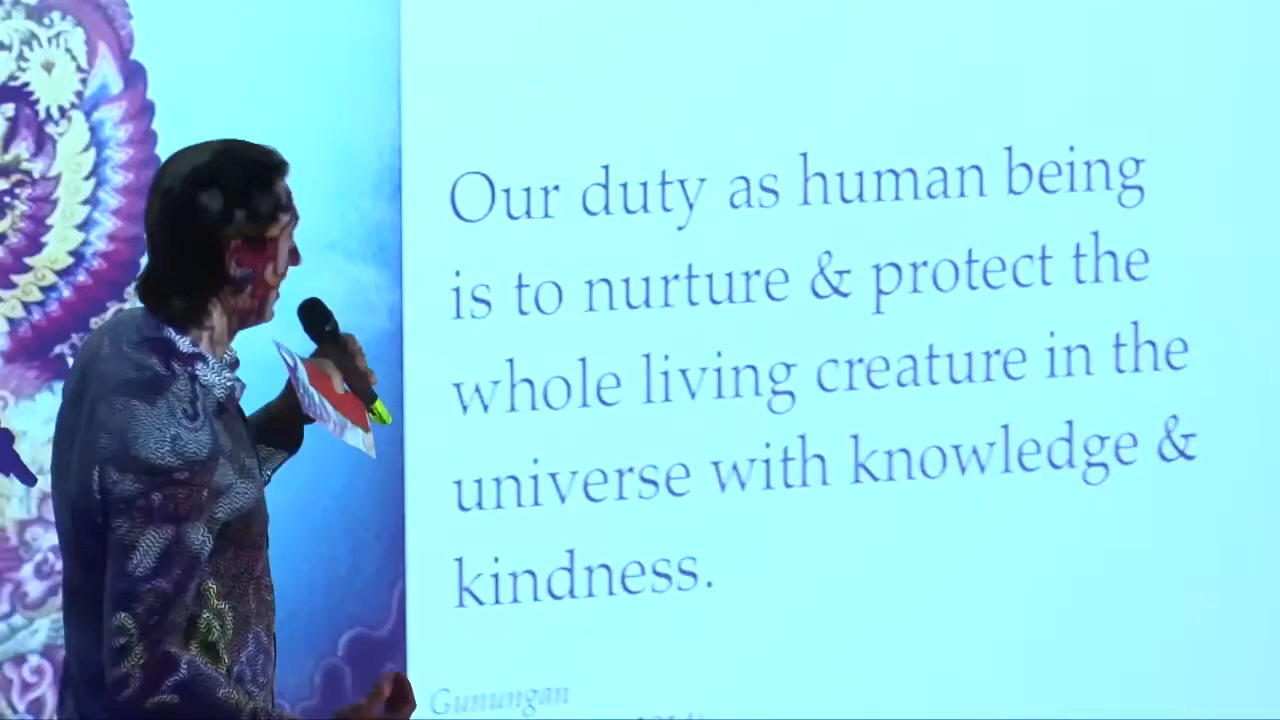 Our duty as human being
is to nurture & protect the
whole living creature in the
universe with knowledge &
kindness.
Gunungan